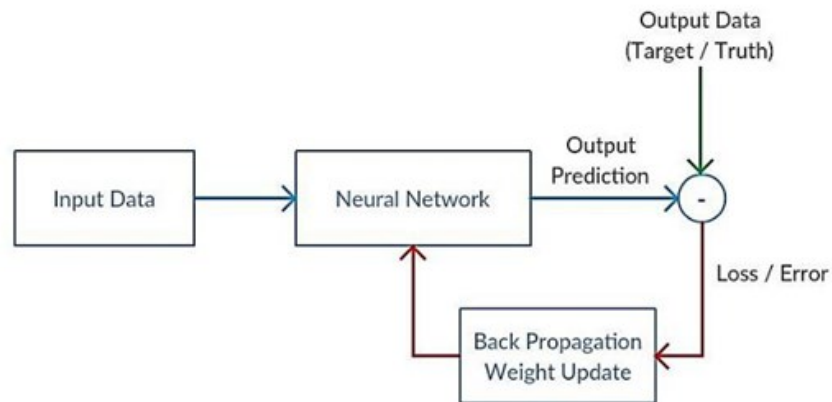 Output Data
(Target / Truth)
Input Data
Neural Network
Output
Prediction
-
Loss / Error
Back Propagation
Weight Update